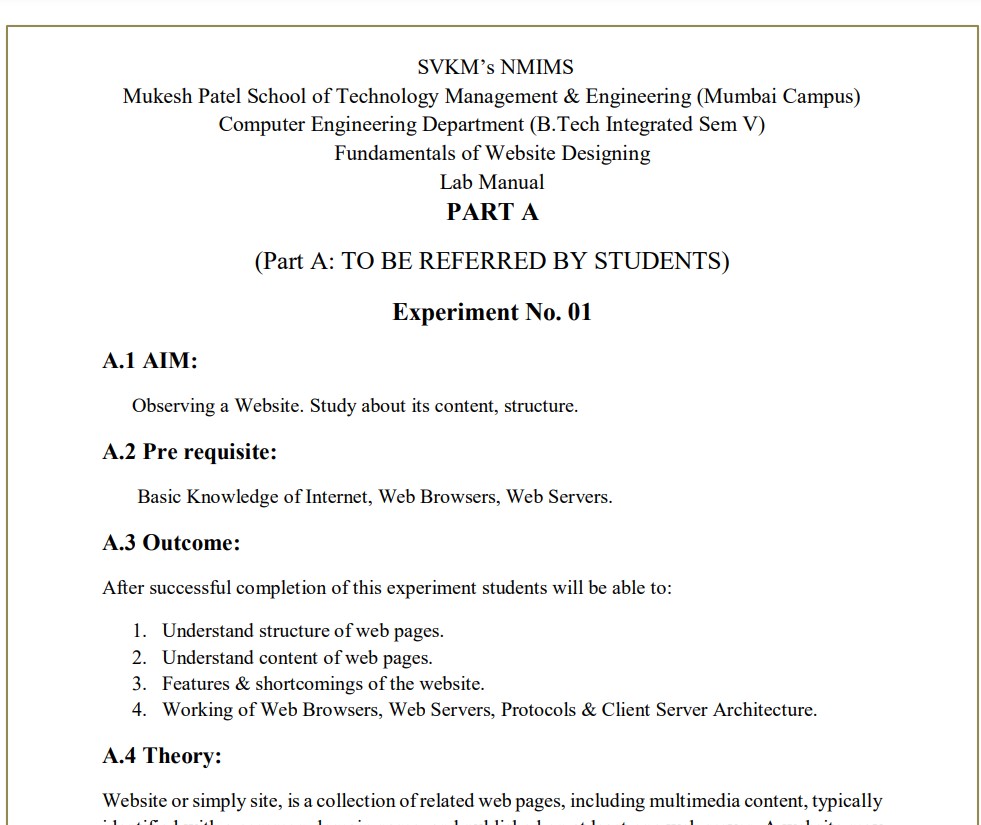 SVKM’s NMIMS
Mukesh Patel School of Technology Management & Engineering (Mumbai Campus)
Computer Engineering Department (B.Tech Integrated Sem V)
Fundamentals of Website Designing
Lab Manual
PART A
(Part A: TO BE REFERRED BY STUDENTS)
Experiment No. 01
A.1 AIM:
Observing a Website. Study about its content, structure.
A.2 Pre requisite:
Basic Knowledge of Internet, Web Browsers, Web Servers.
A.3 Outcome:
After successful completion of this experiment students will be able to:
1. Understand structure of web pages.
2. Understand content of web pages.
3. Features & shortcomings of the website.
4. Working of Web Browsers, Web Servers, Protocols & Client Server Architecture.
A.4 Theory:
Website or simply site, is a collection of related web pages, including multimedia content, typically